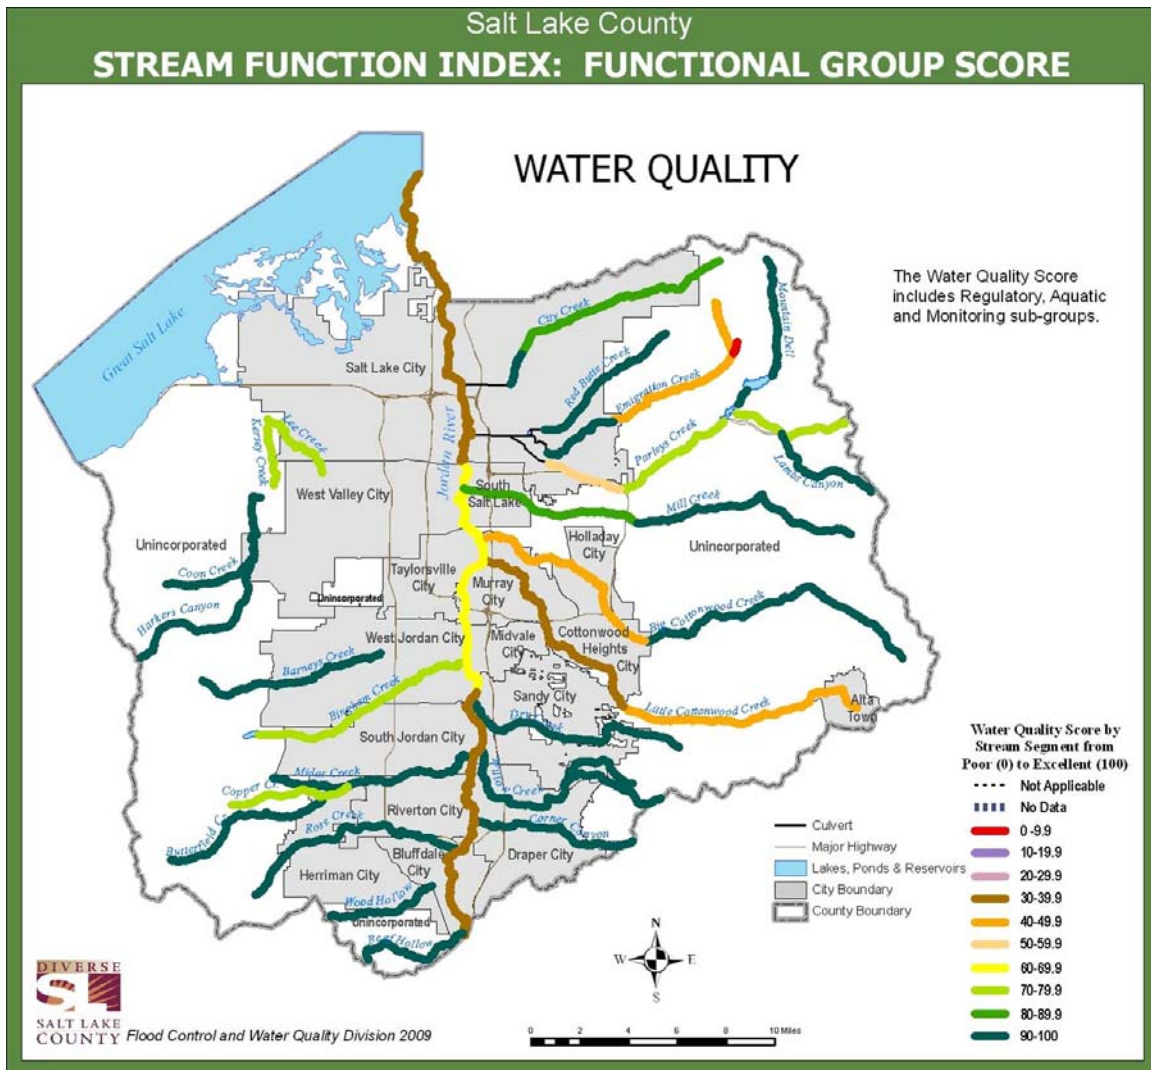 Salt Lake County
STREAM FUNCTION INDEX: FUNCTIONAL GROUP SCORE
WATER QUALITY
The Water Quality Score
includes Regulatory, Aquatic
and Monitoring sub-groups.
Great Salt Lake
Salt Lake City
City Creek
Red Butte Creek
Emigration Creek
Mountain Dell
Parleys Creek
Lambs Canyon
Jordan River
Kersey Creek
Lee Creek
West Valley City
South
Salt Lake
Mill Creek
Holladay
City
Unincorporated
Unincorporated
Coon Creek
Harkers Canyon
Taylorsville
City
Unincorporated
Murray
City
Big Cottonwood Creek
West Jordan City
Midvale
City
Cottonwood
Heights
City
Barneys Creek
Bingham Creek
Sandy City
Little Cottonwood Creek
Alta
Town
South Jordan City
Dry Creek
Midas Creek
Copper Cr.
Butterfield C
Rose Creek
Riverton City
Willow Creek
Corner Canyon
Bluffdale
City
Draper City
Herriman City
Wood Hollow
Unincorporated
Beef Hollow
Culvert
Major Highway
Lakes, Ponds & Reservoirs
City Boundary
County Boundary
Water Quality Score by
Stream Segment from
Poor (0) to Excellent (100)
Not Applicable
No Data
0 -9.9
10-19.9
20-29.9
30-39.9
40-49.9
50-59.9
60-69.9
70-79.9
80-89.9
90-100
N
W E
S
0 2 4 6 8 10 Miles
DIVERSE
SL
SALT LAKE
COUNTY
Flood Control and Water Quality Division 2009